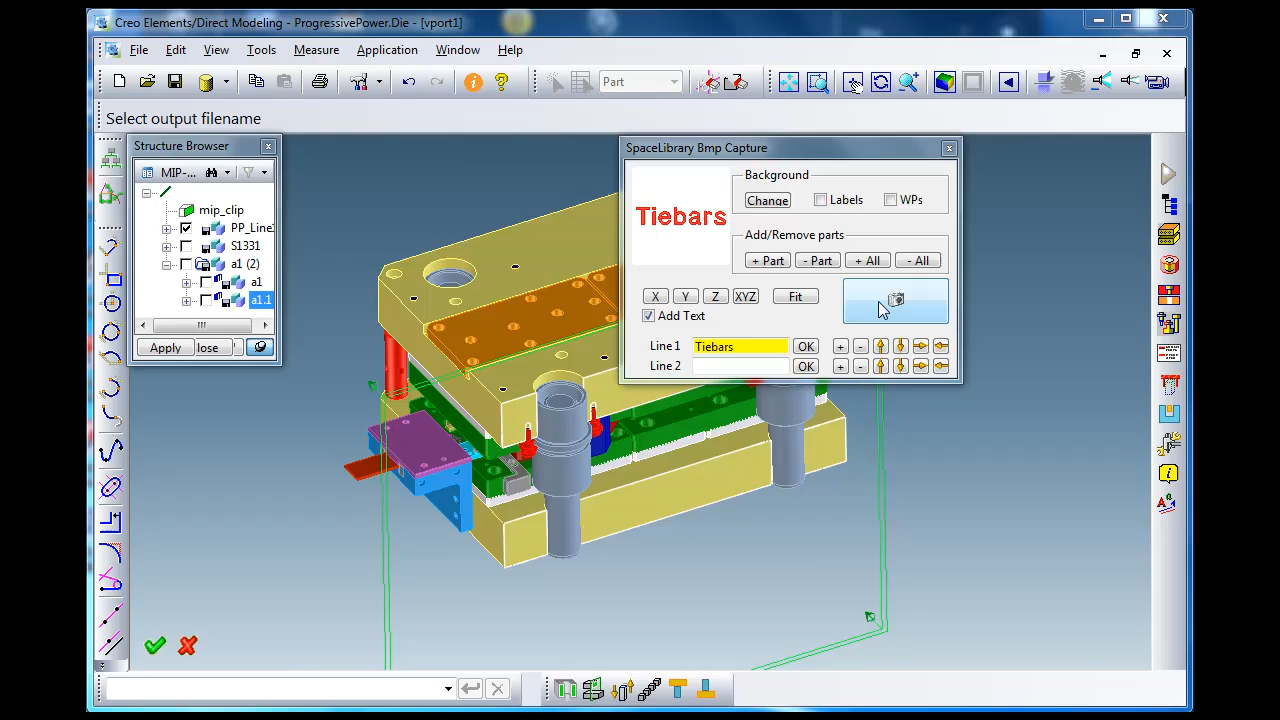 Creo Elements/Direct Modeling - ProgressivePower.Die - [vport1]
File Edit View Tools Measure Application Window Help
Part
Select output filename
Structure Browser
MIP-...
mip_clip
PP_Line
S1331
a1 (2)
a1
a1.1
Apply lose
SpaceLibrary Bmp Capture
Tiebars
Background
Change Labels WPs
Add/Remove parts
+ Part - Part + All - All
X Y Z XYZ Fit
Add Text
Line 1 Tiebars OK + -
Line 2 OK + -